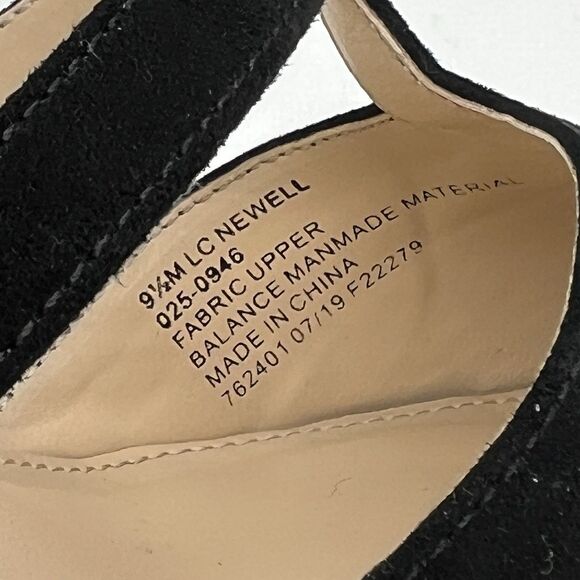 9½M LC NEWELL
025-0946
FABRIC UPPER
BALANCE MANMADE MATERIAL
MADE IN CHINA
762401 07/19 F22279